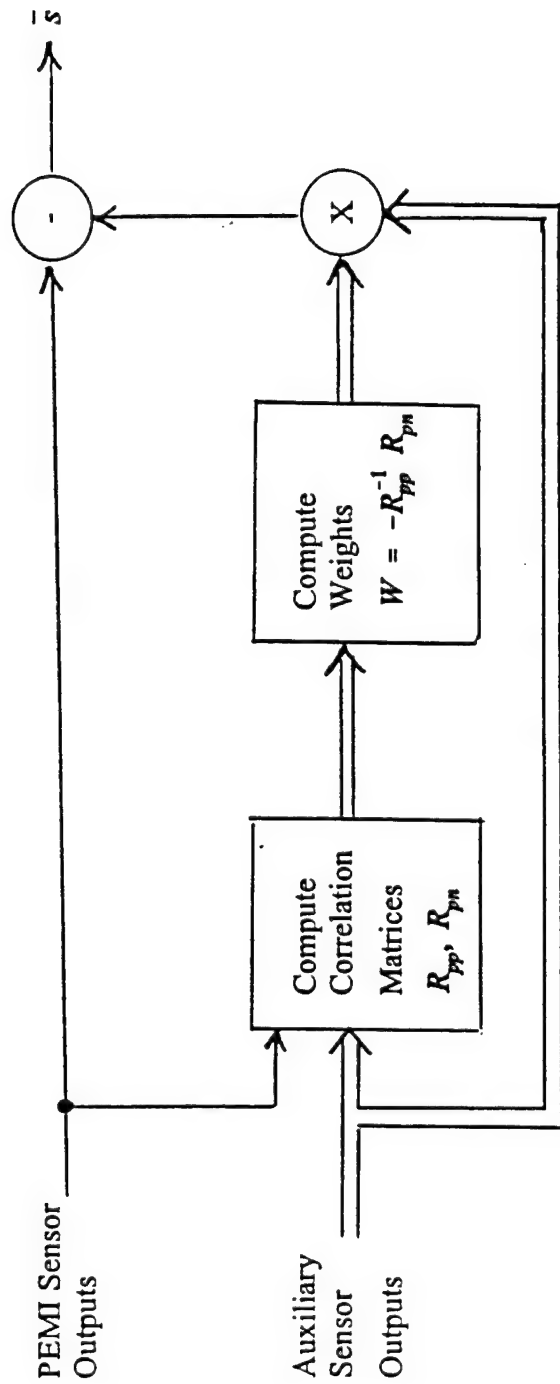 PEMI Sensor
Outputs
Auxiliary
Sensor
Outputs
Compute
Correlation
Matrices
R_pp, R_pn
Compute
Weights
W = -R_pp^-1 R_pn
X
-
s̄